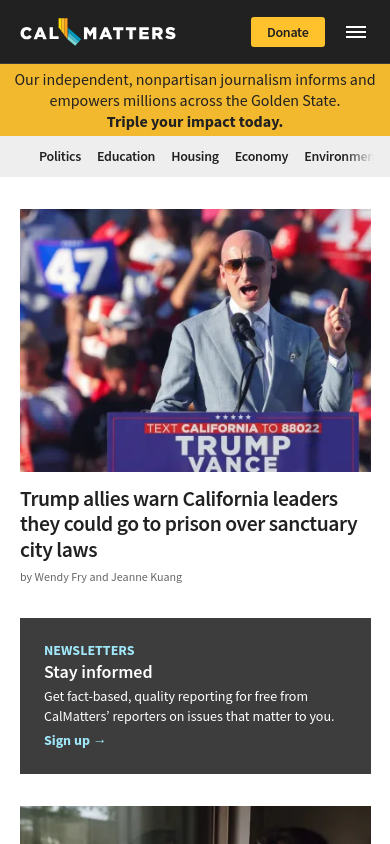 CALMATTERS
Donate
Our independent, nonpartisan journalism informs and
empowers millions across the Golden State.
Triple your impact today.
Politics Education Housing Economy Environmen
47
47
TEXT CALIFORNIA TO 88022
TRUMP
VANCE
Trump allies warn California leaders
they could go to prison over sanctuary
city laws
by Wendy Fry and Jeanne Kuang
NEWSLETTERS
Stay informed
Get fact-based, quality reporting for free from
CalMatters’ reporters on issues that matter to you.
Sign up →